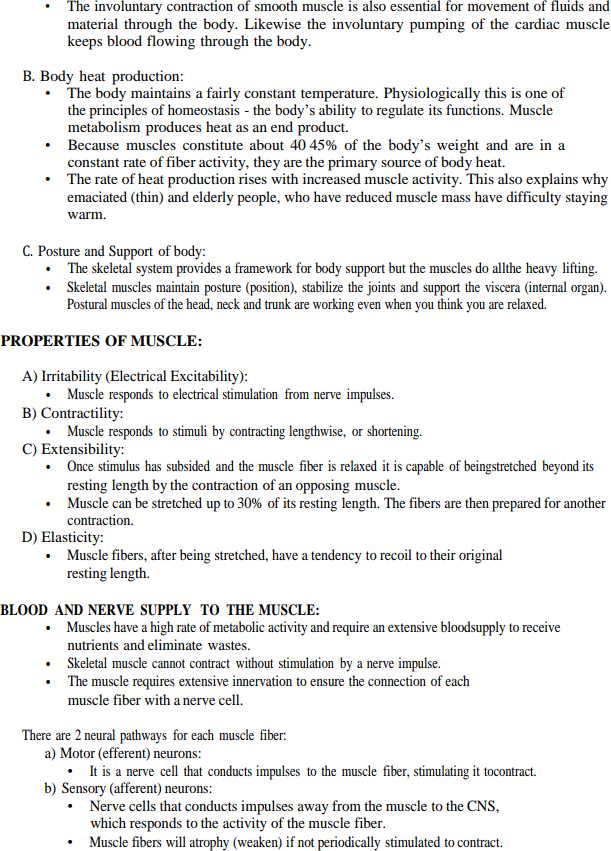 • The involuntary contraction of smooth muscle is also essential for movement of fluids and
material through the body. Likewise the involuntary pumping of the cardiac muscle
keeps blood flowing through the body.
B. Body heat production:
• The body maintains a fairly constant temperature. Physiologically this is one of
the principles of homeostasis - the body's ability to regulate its functions. Muscle
metabolism produces heat as an end product.
• Because muscles constitute about 40 45% of the body's weight and are in a
constant rate of fiber activity, they are the primary source of body heat.
• The rate of heat production rises with increased muscle activity. This also explains why
emaciated (thin) and elderly people, who have reduced muscle mass have difficulty staying
warm.
C. Posture and Support of body:
• The skeletal system provides a framework for body support but the muscles do allthe heavy lifting.
• Skeletal muscles maintain posture (position), stabilize the joints and support the viscera (internal organ).
Postural muscles of the head, neck and trunk are working even when you think you are relaxed.
PROPERTIES OF MUSCLE:
A) Irritability (Electrical Excitability):
• Muscle responds to electrical stimulation from nerve impulses.
B) Contractility:
• Muscle responds to stimuli by contracting lengthwise, or shortening.
C) Extensibility:
• Once stimulus has subsided and the muscle fiber is relaxed it is capable of beingstretched beyond its
resting length by the contraction of an opposing muscle.
• Muscle can be stretched up to 30% of its resting length. The fibers are then prepared for another
contraction.
D) Elasticity:
• Muscle fibers, after being stretched, have a tendency to recoil to their original
resting length.
BLOOD AND NERVE SUPPLY TO THE MUSCLE:
• Muscles have a high rate of metabolic activity and require an extensive bloodsupply to receive
nutrients and eliminate wastes.
• Skeletal muscle cannot contract without stimulation by a nerve impulse.
• The muscle requires extensive innervation to ensure the connection of each
muscle fiber with a nerve cell.
There are 2 neural pathways for each muscle fiber:
a) Motor (efferent) neurons:
• It is a nerve cell that conducts impulses to the muscle fiber, stimulating it tocontract.
b) Sensory (afferent) neurons:
• Nerve cells that conducts impulses away from the muscle to the CNS,
which responds to the activity of the muscle fiber.
• Muscle fibers will atrophy (weaken) if not periodically stimulated to contract.